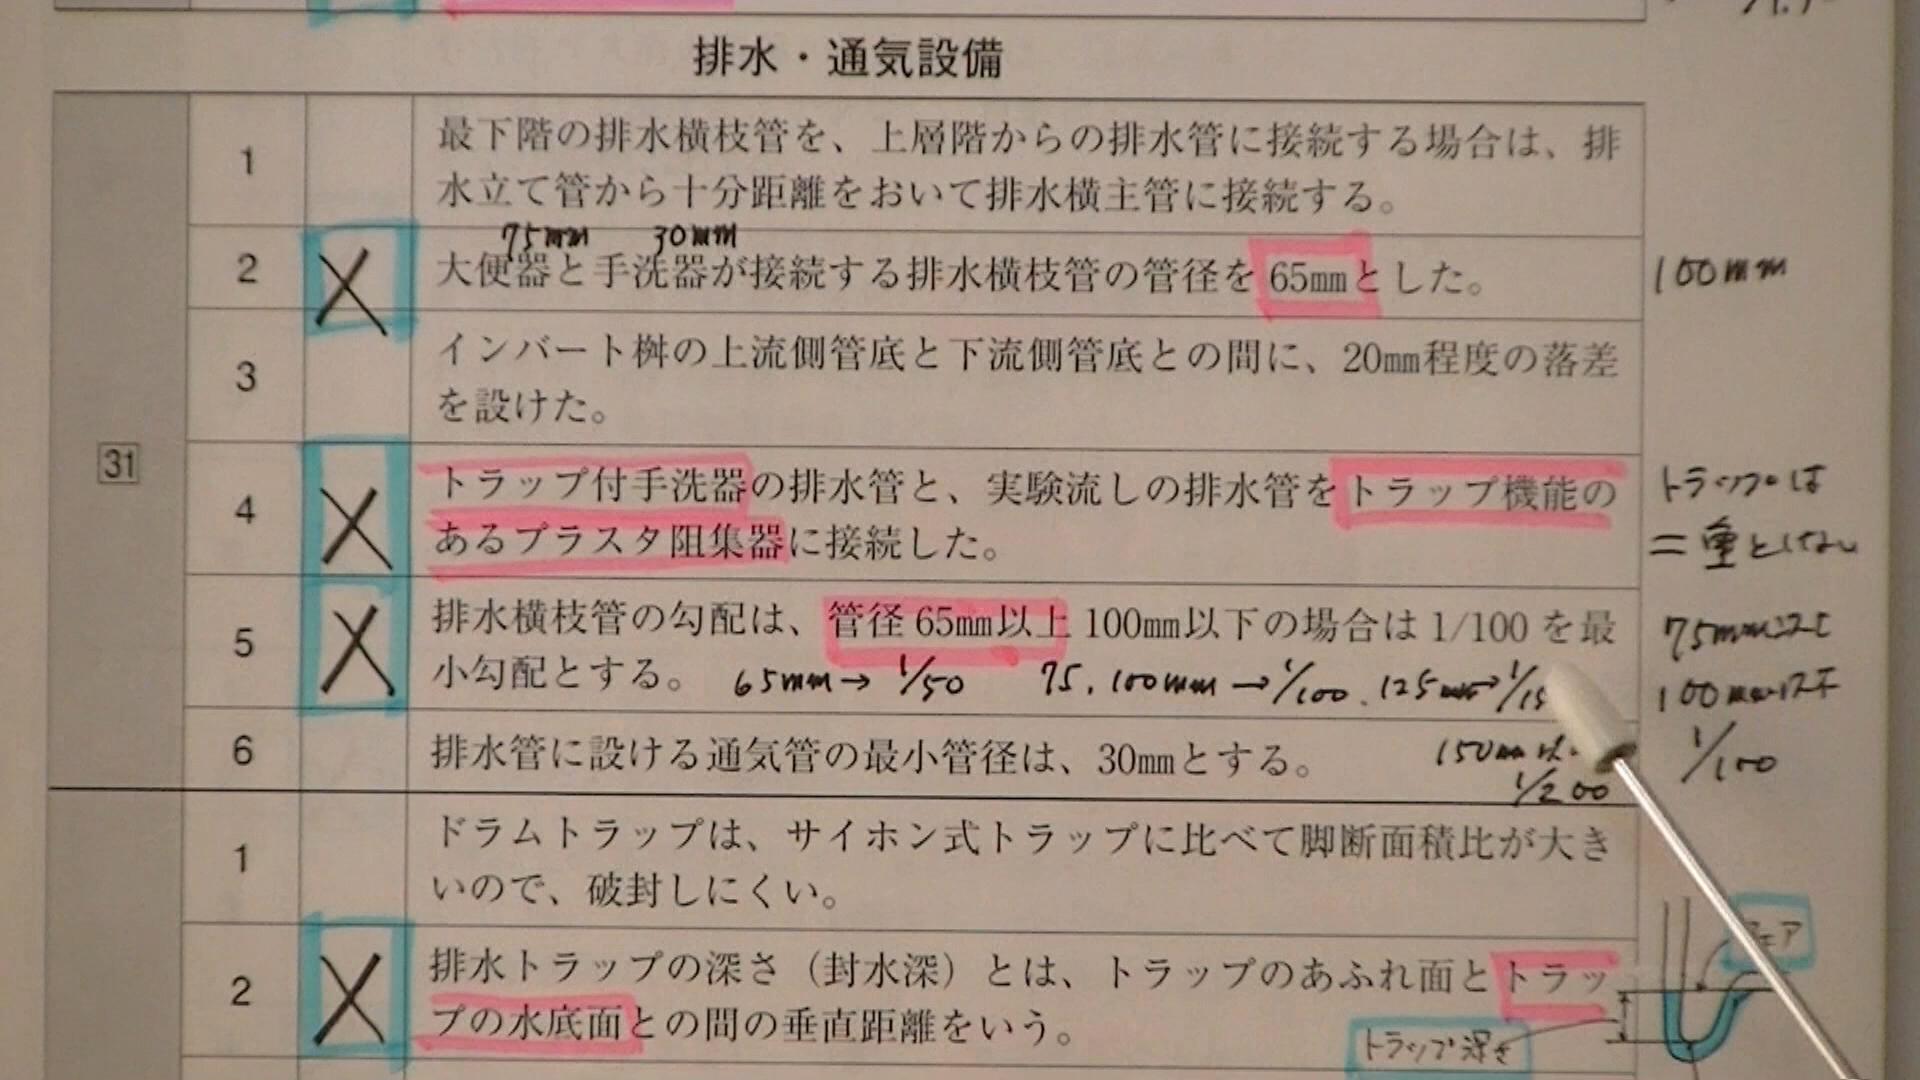 排水・通気設備
31
1
最下階の排水横枝管を、上層階からの排水管に接続する場合は、排
水立て管から十分距離をおいて排水横主管に接続する。
75mm 30mm
2
大便器と手洗器が接続する排水横枝管の管径を65㎜とした。
100mm
3
インバート桝の上流側管底と下流側管底との間に、20㎜程度の落差
を設けた。
4
トラップ付手洗器の排水管と、実験流しの排水管をトラップ機能の
あるプラスタ阻集器に接続した。
トラップは
二重としない
5
排水横枝管の勾配は、管径65㎜以上100㎜以下の場合は1/100を最
小勾配とする。
65mm→1/50 75.100mm→1/100.125mm→1/15
75mm以上
100mm以下
1/100
6
排水管に設ける通気管の最小管径は、30㎜とする。
150mm
1/200
1
ドラムトラップは、サイホン式トラップに比べて脚断面積比が大き
いので、破封しにくい。
2
排水トラップの深さ（封水深）とは、トラップのあふれ面とトラッ
プの水底面との間の垂直距離をいう。
トラップ深さ